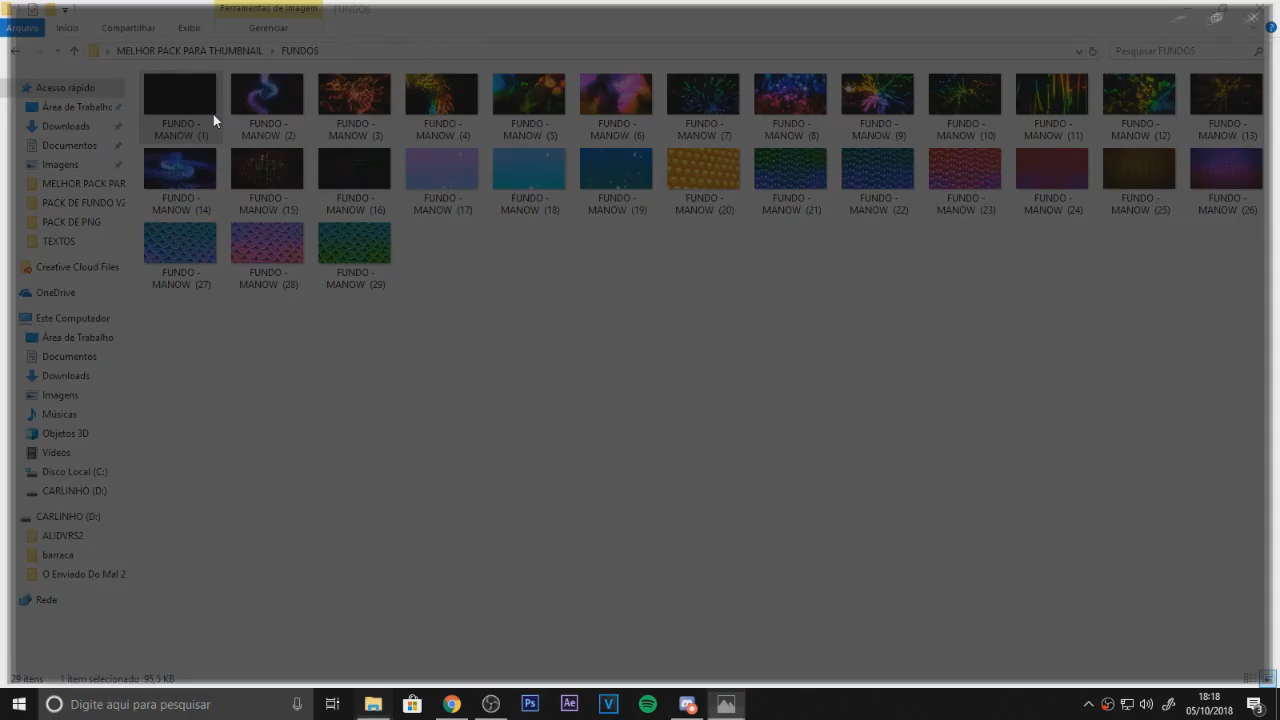 Ferramentas de Imagem
FUNDOS
Arquivo
Início
Compartilhar
Exibir
Gerenciar
MELHOR PACK PARA THUMBNAIL > FUNDOS
Pesquisar FUNDOS
Acesso rápido
Área de Trabalho
Downloads
Documentos
Imagens
MELHOR PACK PAR
PACK DE FUNDO V2
PACK DE PNG
TEXTOS
Creative Cloud Files
OneDrive
Este Computador
Área de Trabalho
Documentos
Downloads
Imagens
Músicas
Objetos 3D
Vídeos
Disco Local (C:)
CARLINHO (D:)
CARLINHO (D:)
ALIDVRS2
barraca
O Enviado Do Mal 2
Rede
FUNDO - MANOW (1)
FUNDO - MANOW (2)
FUNDO - MANOW (3)
FUNDO - MANOW (4)
FUNDO - MANOW (5)
FUNDO - MANOW (6)
FUNDO - MANOW (7)
FUNDO - MANOW (8)
FUNDO - MANOW (9)
FUNDO - MANOW (10)
FUNDO - MANOW (11)
FUNDO - MANOW (12)
FUNDO - MANOW (13)
FUNDO - MANOW (14)
FUNDO - MANOW (15)
FUNDO - MANOW (16)
FUNDO - MANOW (17)
FUNDO - MANOW (18)
FUNDO - MANOW (19)
FUNDO - MANOW (20)
FUNDO - MANOW (21)
FUNDO - MANOW (22)
FUNDO - MANOW (23)
FUNDO - MANOW (24)
FUNDO - MANOW (25)
FUNDO - MANOW (26)
FUNDO - MANOW (27)
FUNDO - MANOW (28)
FUNDO - MANOW (29)
29 itens
1 item selecionado 95,5 KB
Digite aqui para pesquisar
Ps
Ae
V
18:18
05/10/2018
3